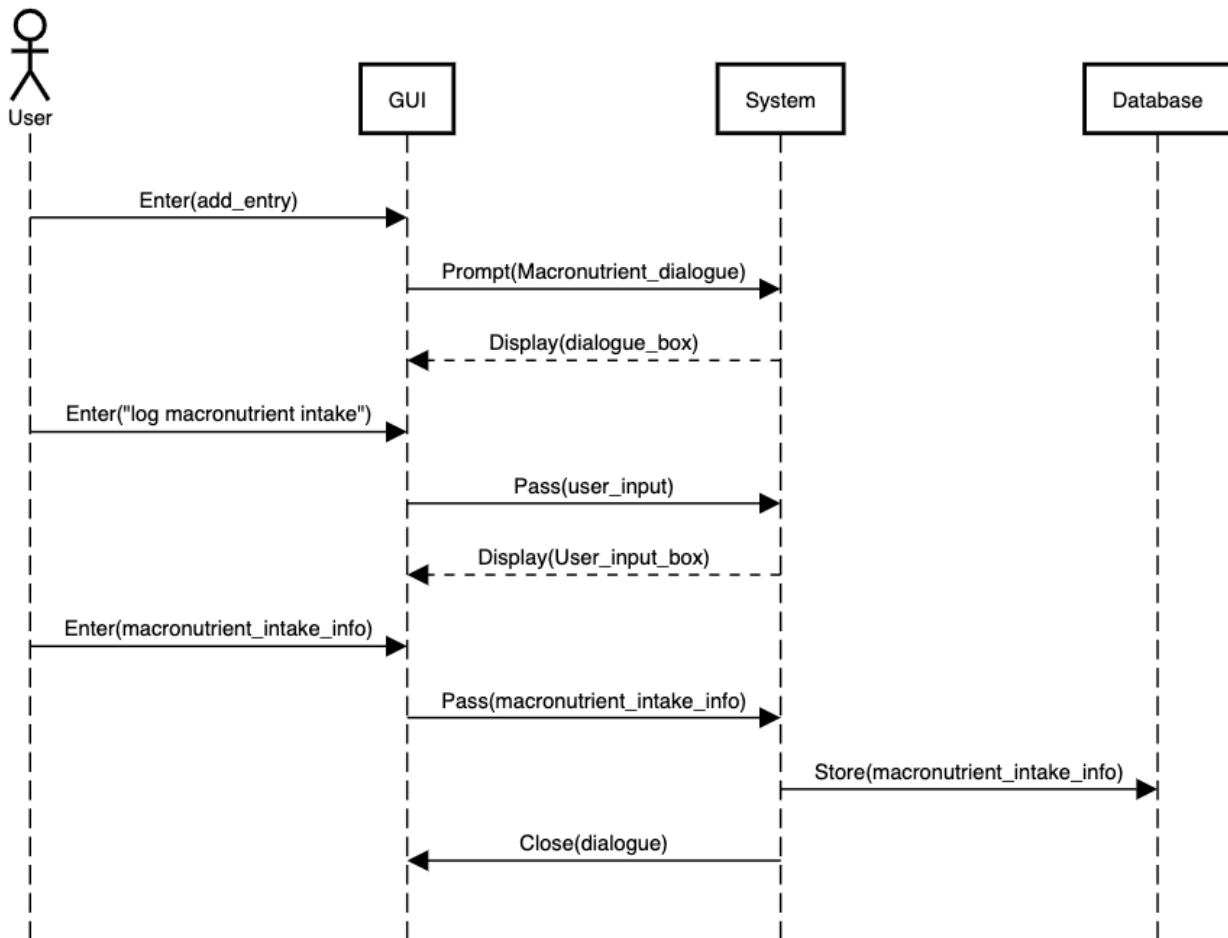 User
GUI
System
Database
Enter(add_entry)
Prompt(Macronutrient_dialogue)
Display(dialogue_box)
Enter("log macronutrient intake")
Pass(user_input)
Display(User_input_box)
Enter(macronutrient_intake_info)
Pass(macronutrient_intake_info)
Store(macronutrient_intake_info)
Close(dialogue)